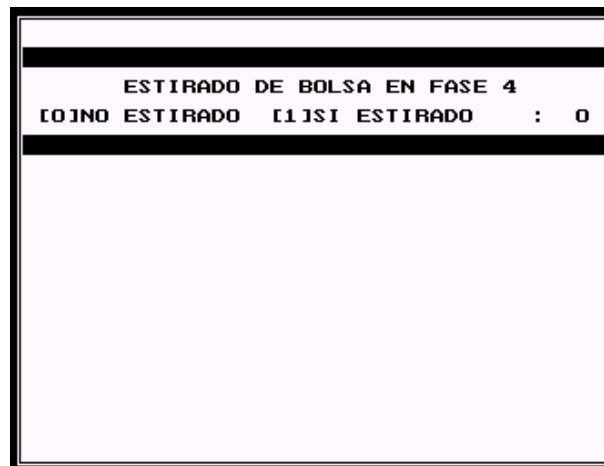 ESTIRADO DE BOLSA EN FASE 4
[0]NO ESTIRADO [1]SI ESTIRADO : 0